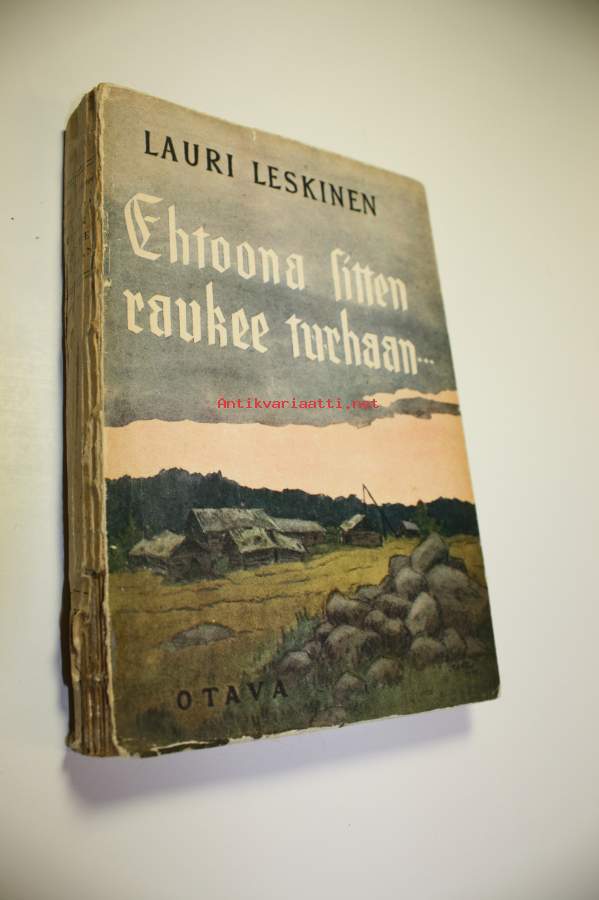 LAURI LESKINEN
Ehtoona sitten
raukee turhaan...
Antikvariaatti.net
OTAVA